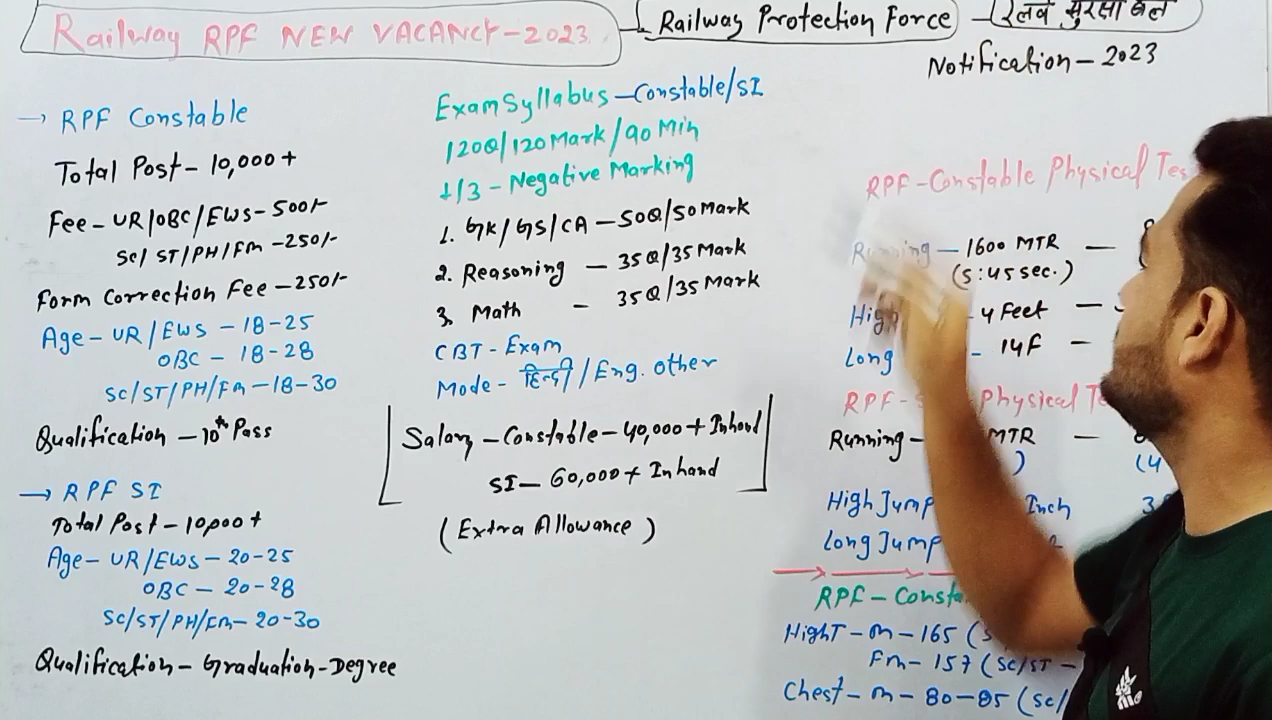 Railway RPF NEW VACANCY-2023
Railway Protection Force
सुरक्षा बल
Notification - 2023
→ RPF Constable
Total Post - 10,000+
Fee - UR/OBC/EWS - 500/-
SC/ST/PH/Fm - 250/-
Form Correction Fee - 250/-
Age - UR/EWS - 18-25
OBC - 18-28
SC/ST/PH/Fm - 18-30
Qualification - 10th Pass
→ RPF SI
Total Post - 10,000+
Age - UR/EWS - 20-25
OBC - 20-28
SC/ST/PH/Fm - 20-30
Qualification - Graduation - Degree
Exam Syllabus - Constable/SI
120Q/120 Mark/90 Min
1/3 - Negative Marking
1. GK/GS/CA - 50Q/50 Mark
2. Reasoning - 35Q/35 Mark
3. Math - 35Q/35 Mark
CBT - Exam
Mode - हिन्दी / Eng. Other
Salary - Constable - 40,000+ Inhand
SI - 60,000+ Inhand
(Extra Allowance)
RPF - Constable Physical Tes
Running - 1600 MTR -
(5:45 sec.)
High - 4 Feet -
Long - 14F -
RPF - Physical T
Running - MTR -
)
High Jump Inch 3.
Long Jump
RPF - Consta
HighT - m - 165 (S
Fm - 157 (SC/ST -
Chest - m - 80-85 (SC/